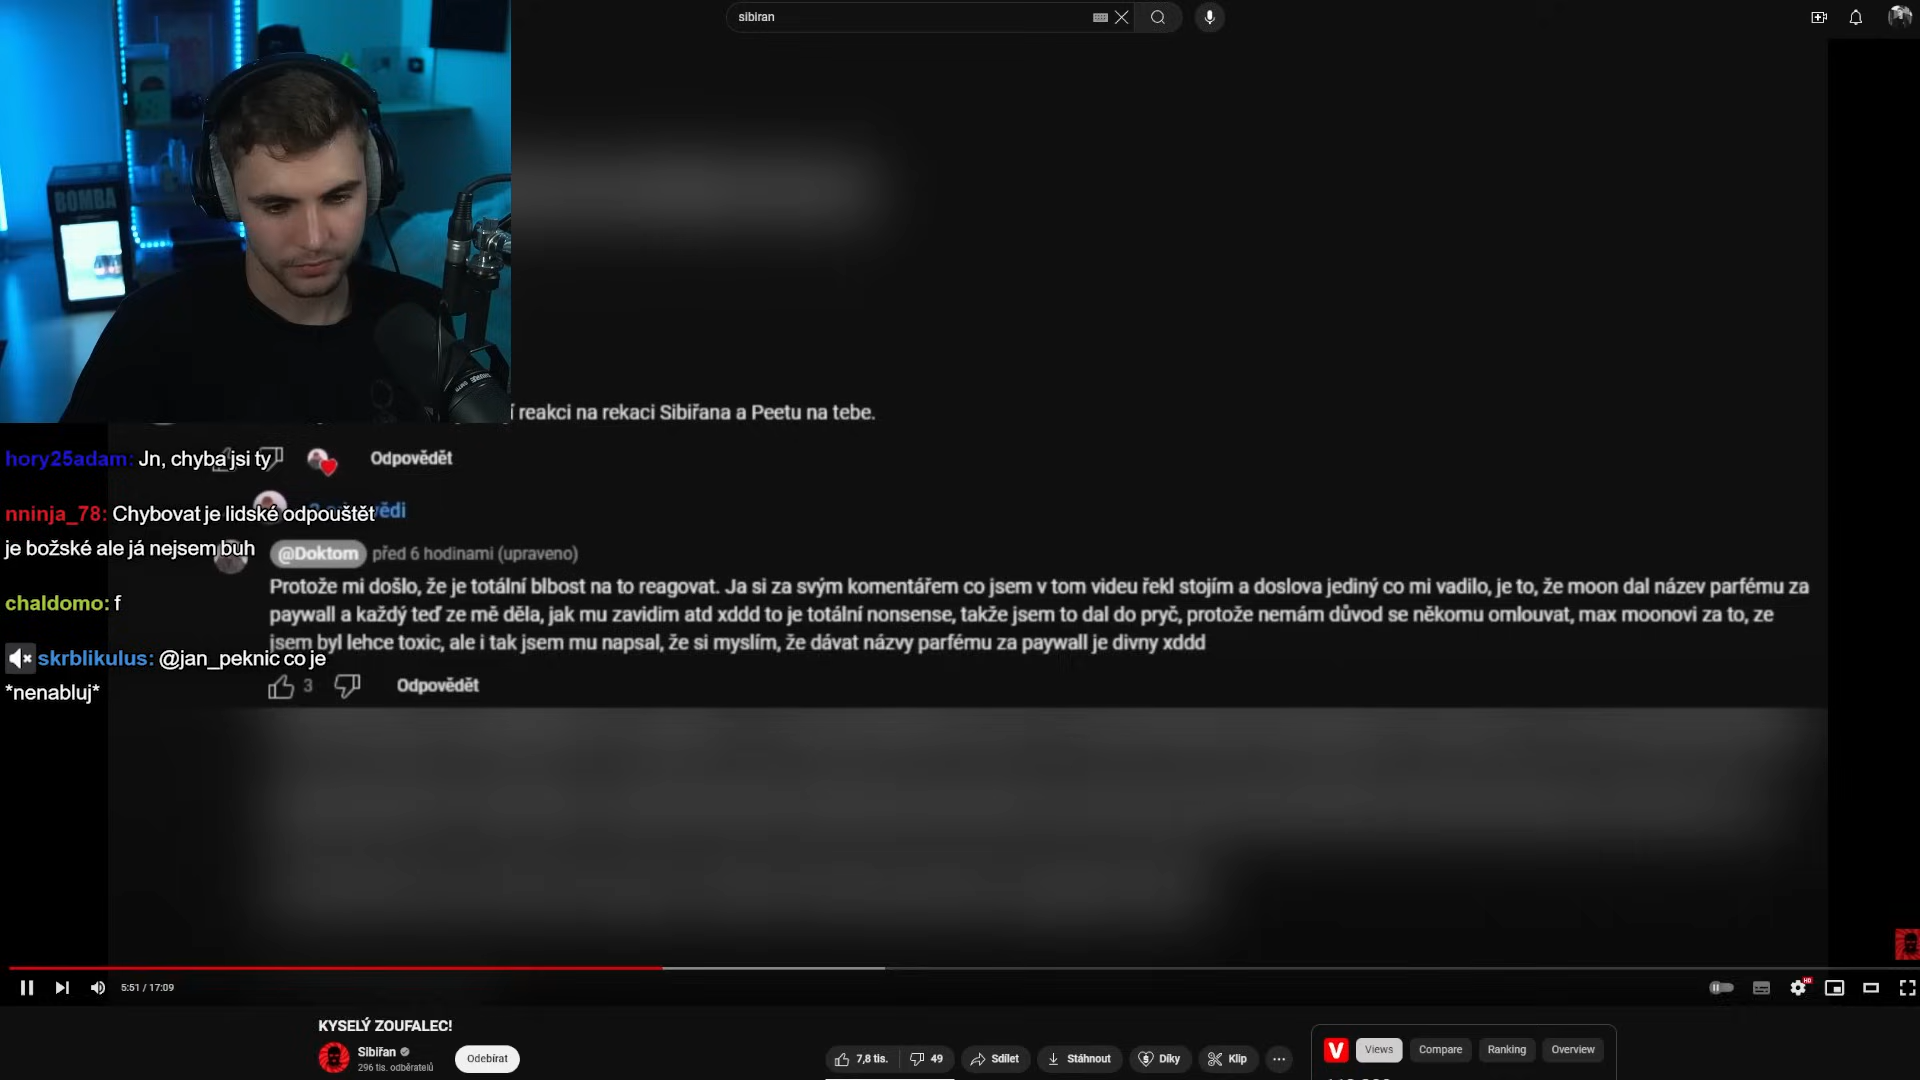 sibiran
BOMBA
í reakci na rekaci Sibiřana a Peetu na tebe.
hory25adam: Jn, chyba jsi ty
Odpovědět
nninja_78: Chybovat je lidské odpouštět
je božské ale já nejsem buh
@Doktom před 6 hodinami (upraveno)
Protože mi došlo, že je totální blbost na to reagovat. Ja si za svým komentářem co jsem v tom videu řekl stojím a doslova jediný co mi vadilo, je to, že moon dal název parfému za
paywall a každý teď ze mě děla, jak mu zavidim atd xddd to je totální nonsense, takže jsem to dal do pryč, protože nemám důvod se někomu omlouvat, max moonovi za to, ze
jsem byl lehce toxic, ale i tak jsem mu napsal, že si myslím, že dávat názvy parfému za paywall je divny xddd
chaldomo: f
skrblikulus: @jan_peknic co je
*nenabluj*
3 Odpovědět
5:51 / 17:09
KYSELÝ ZOUFALEC!
Sibiřan
296 tis. odběratelů
Odebírat
7,8 tis. 49 Sdílet Stáhnout Díky Klip
Views Compare Ranking Overview